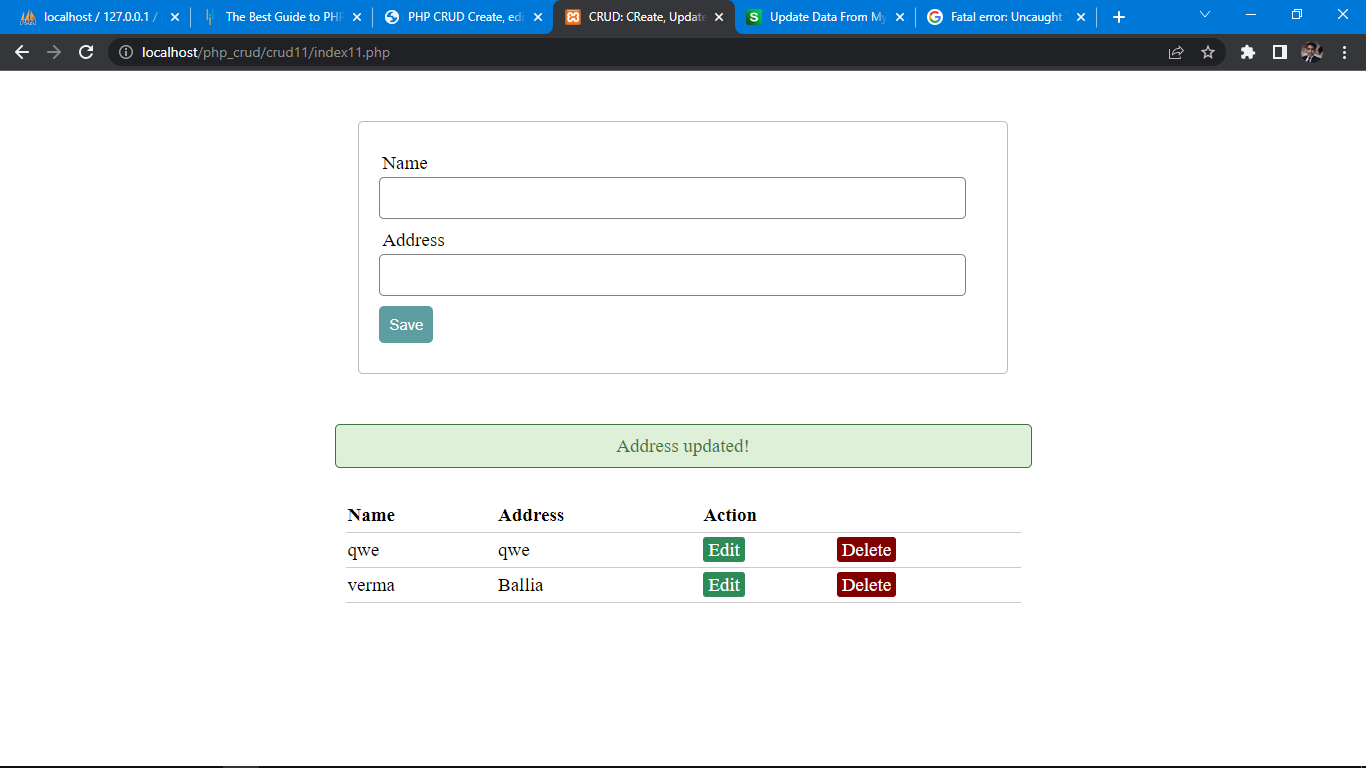 localhost / 127.0.0.1 /
The Best Guide to PHP
PHP CRUD Create, edi
CRUD: CReate, Update
Update Data From My
Fatal error: Uncaught
localhost/php_crud/crud11/index11.php
Name
Address
Save
Address updated!
Name Address Action
qwe qwe Edit Delete
verma Ballia Edit Delete